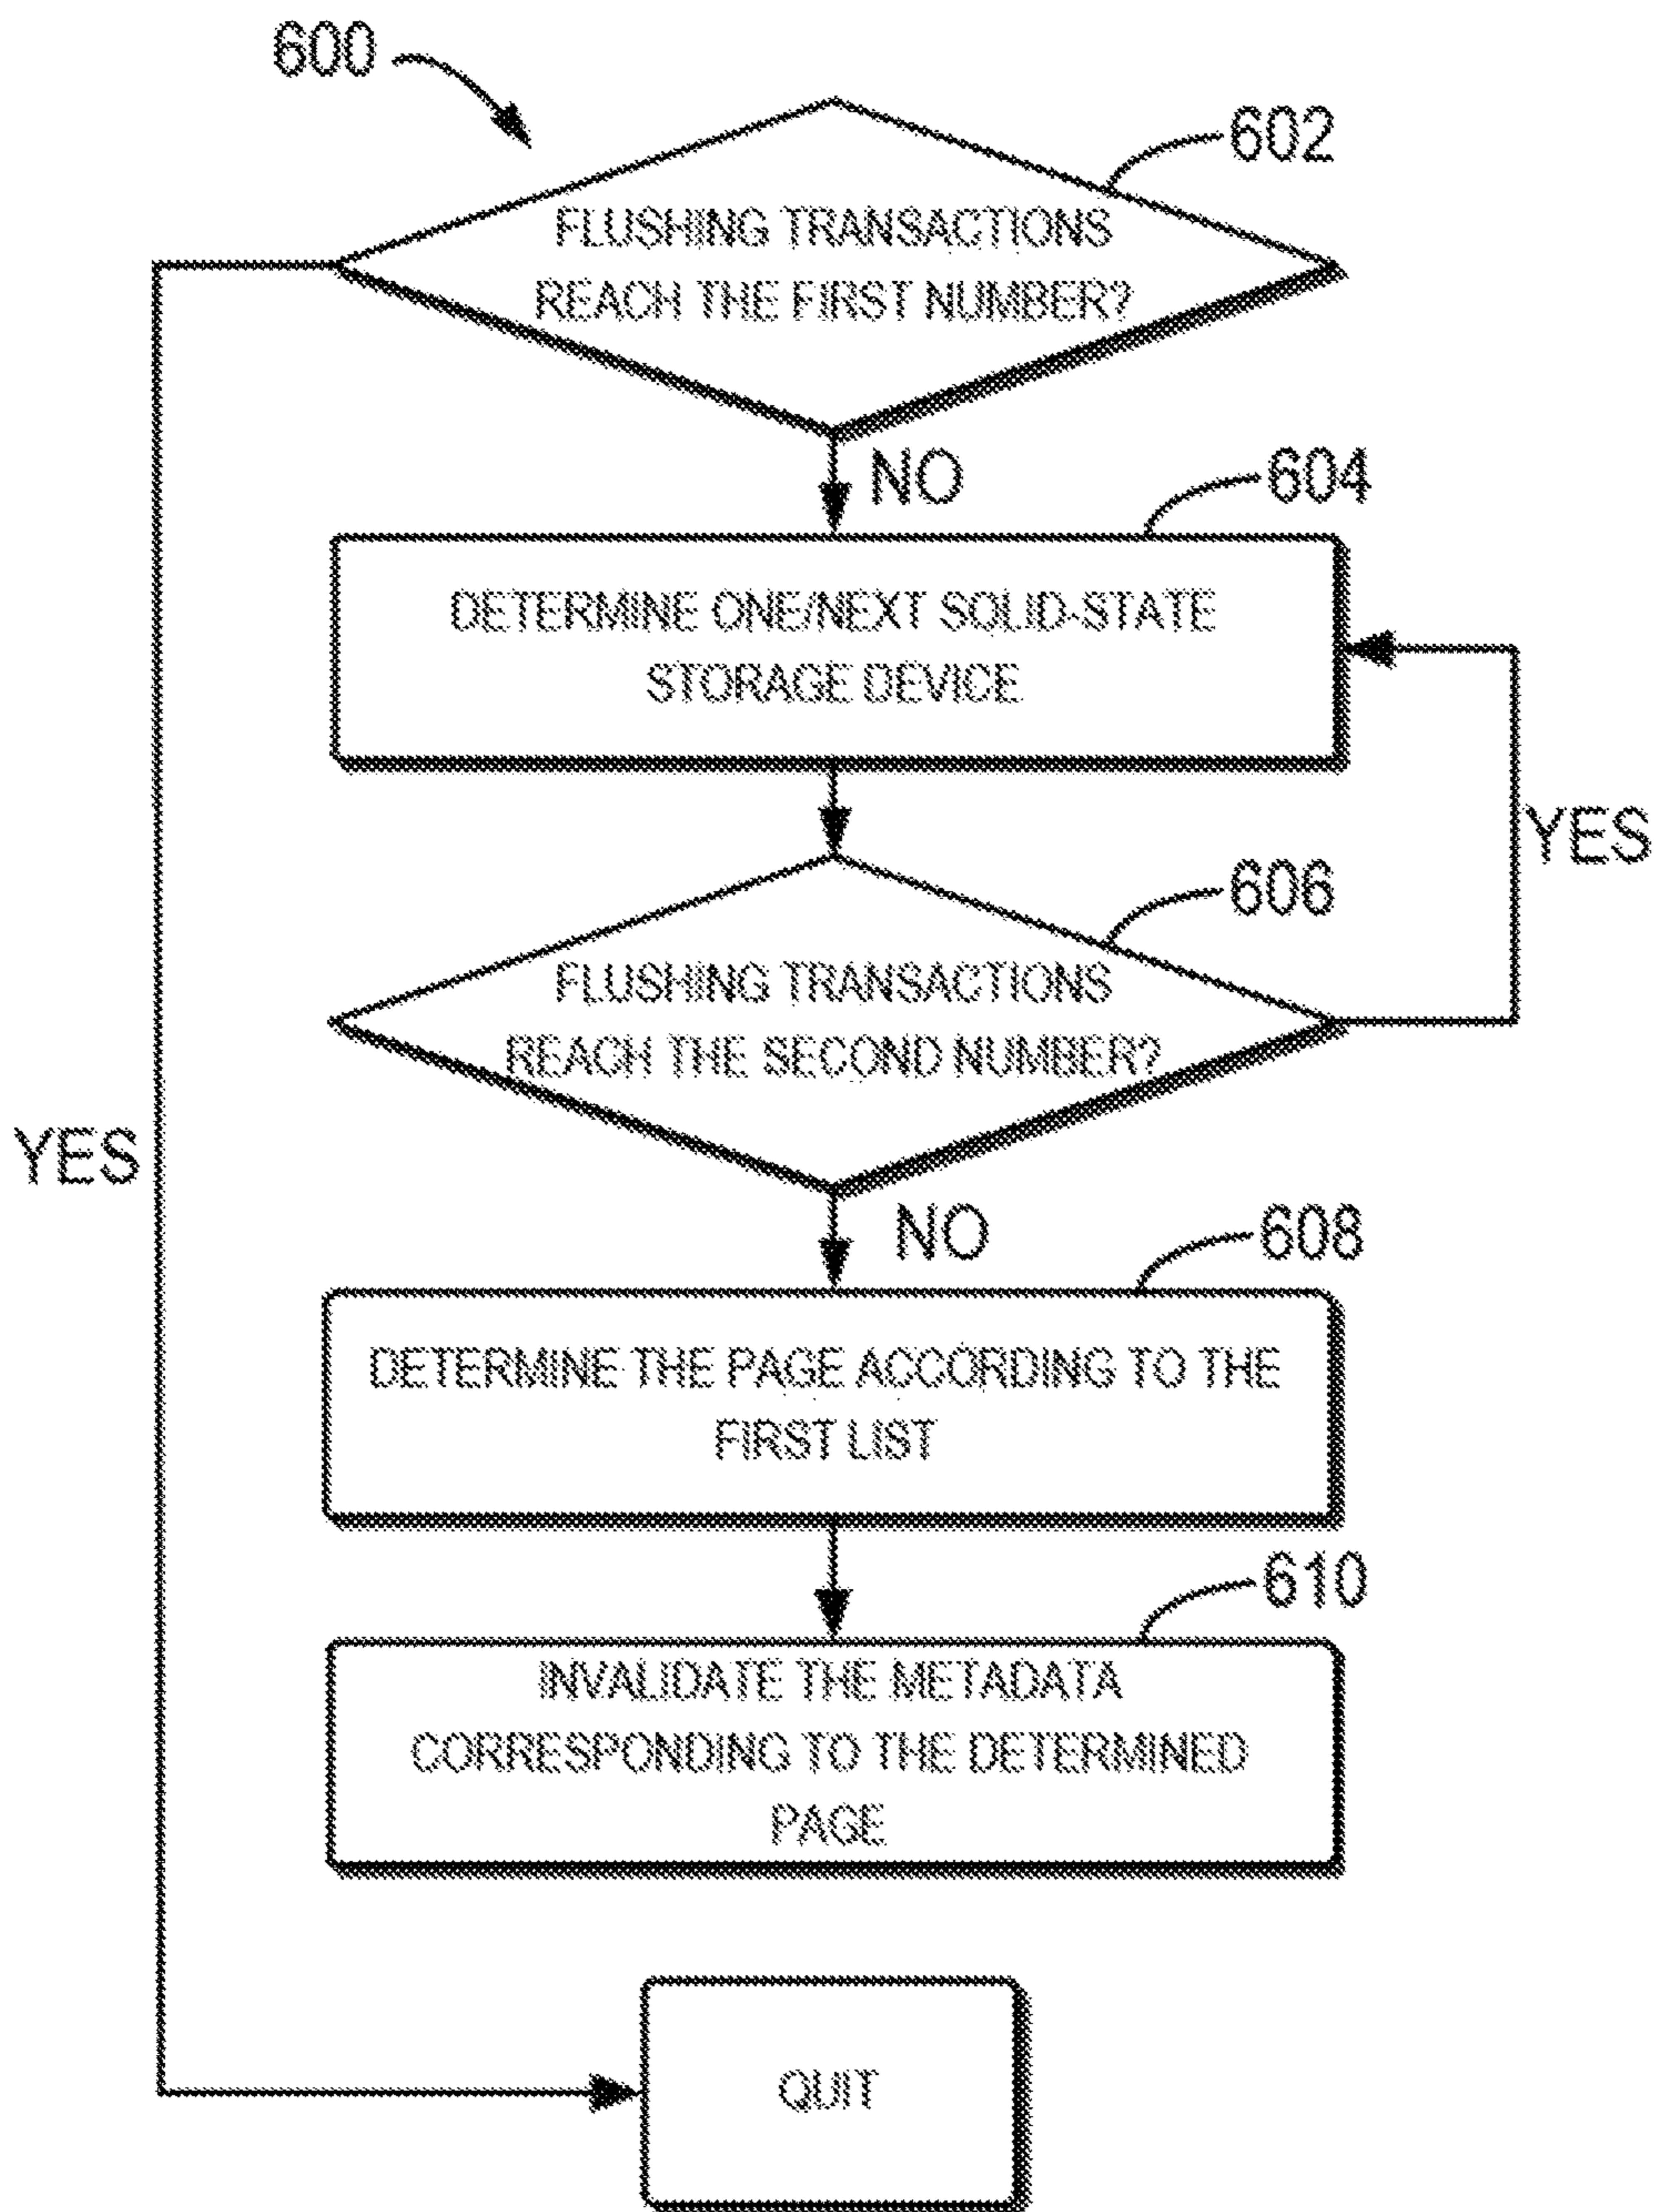 600
602
FLUSHING TRANSACTIONS
REACH THE FIRST NUMBER?
NO
604
DETERMINE ONE/NEXT SOLID-STATE
STORAGE DEVICE
YES
606
FLUSHING TRANSACTIONS
REACH THE SECOND NUMBER?
YES
NO
608
DETERMINE THE PAGE ACCORDING TO THE
FIRST LIST
610
INVALIDATE THE METADATA
CORRESPONDING TO THE DETERMINED
PAGE
QUIT